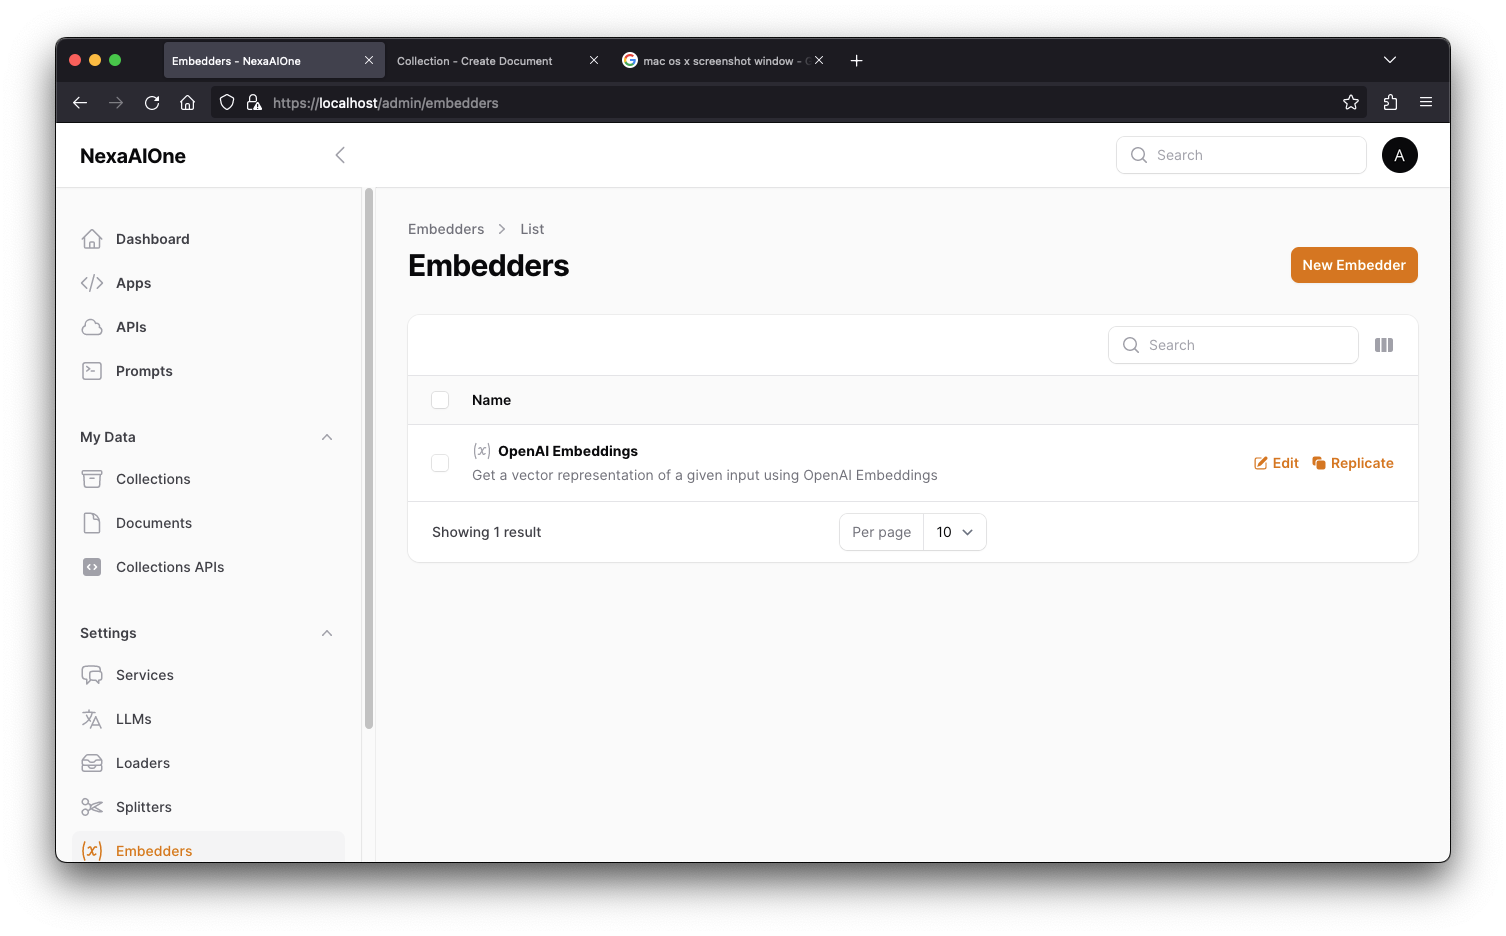 Embedders - NexaAIOne
Collection - Create Document
mac os x screenshot window -
https://localhost/admin/embedders
NexaAIOne
Search
A
Dashboard
Apps
APIs
Prompts
My Data
Collections
Documents
Collections APIs
Settings
Services
LLMs
Loaders
Splitters
(x) Embedders
Embedders > List
Embedders
New Embedder
Search
Name
(x) OpenAI Embeddings
Get a vector representation of a given input using OpenAI Embeddings
Edit Replicate
Showing 1 result
Per page 10